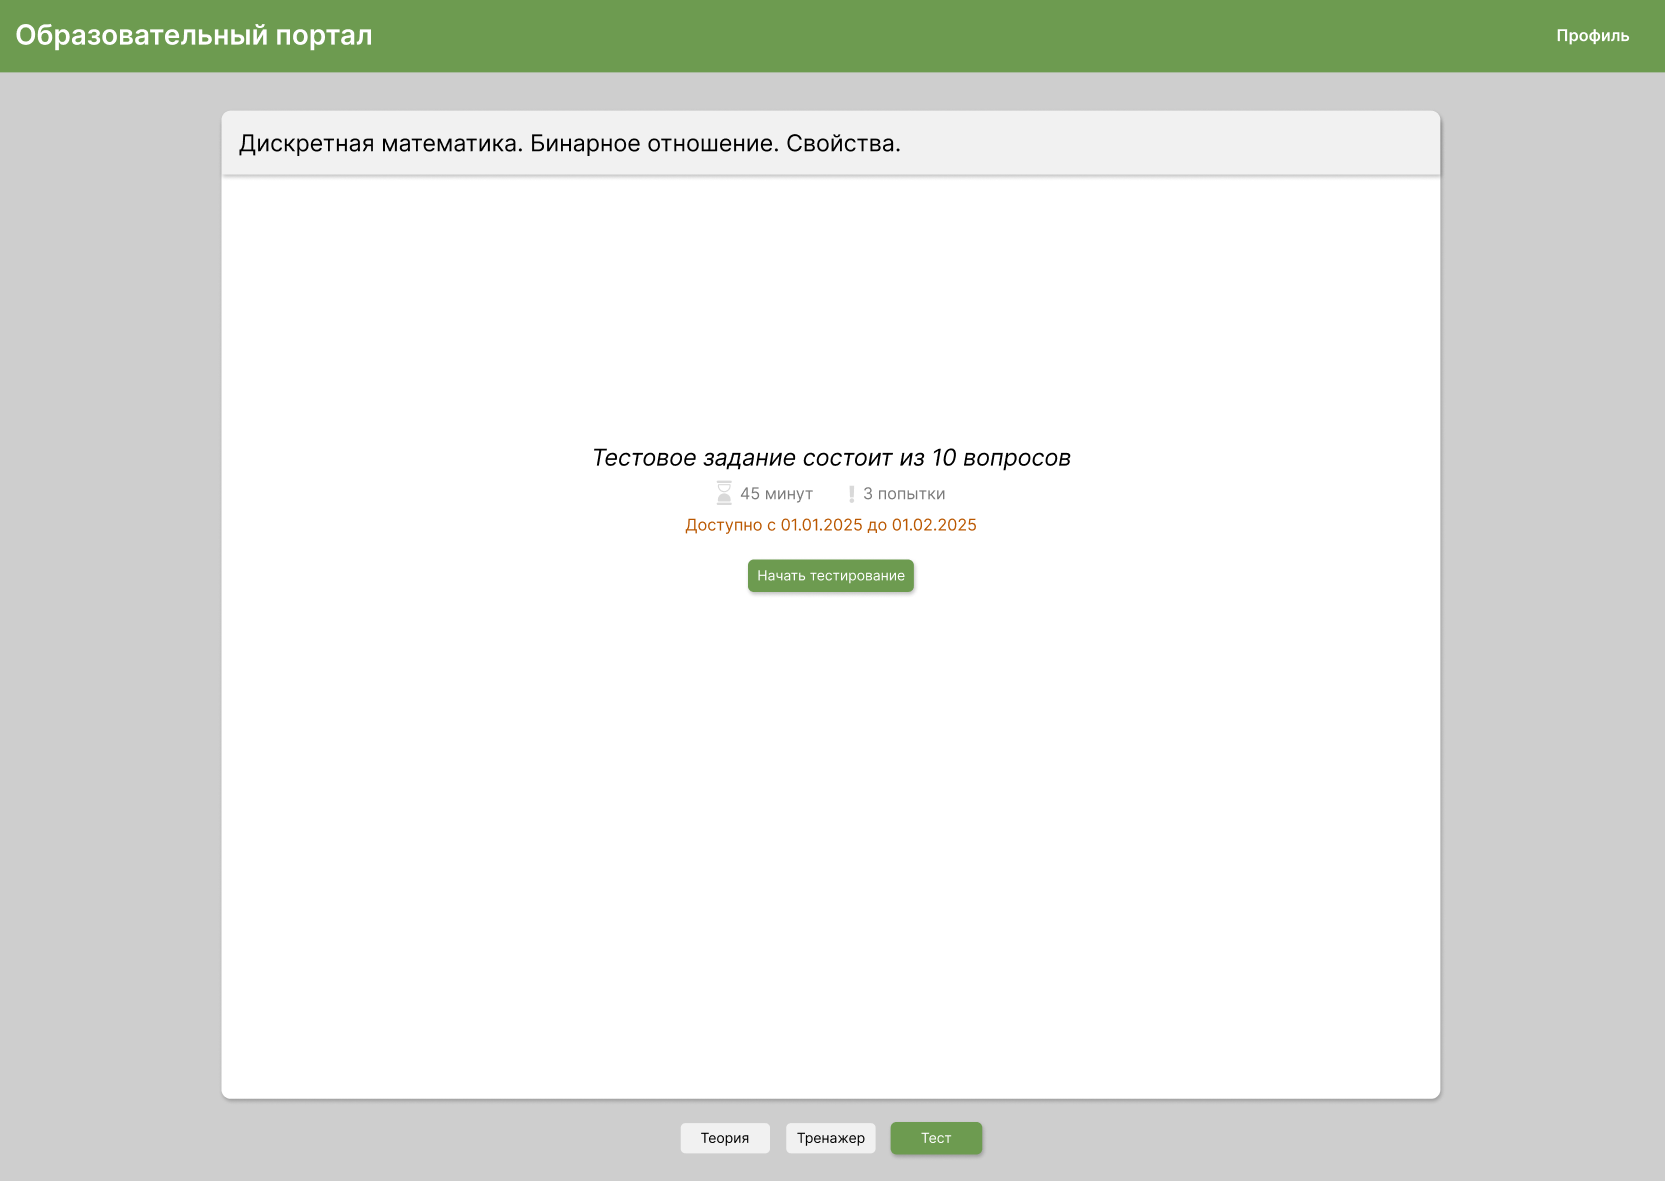 Образовательный портал
Профиль
Дискретная математика. Бинарное отношение. Свойства.
Тестовое задание состоит из 10 вопросов
45 минут
3 попытки
Доступно с 01.01.2025 до 01.02.2025
Начать тестирование
Теория
Тренажер
Тест